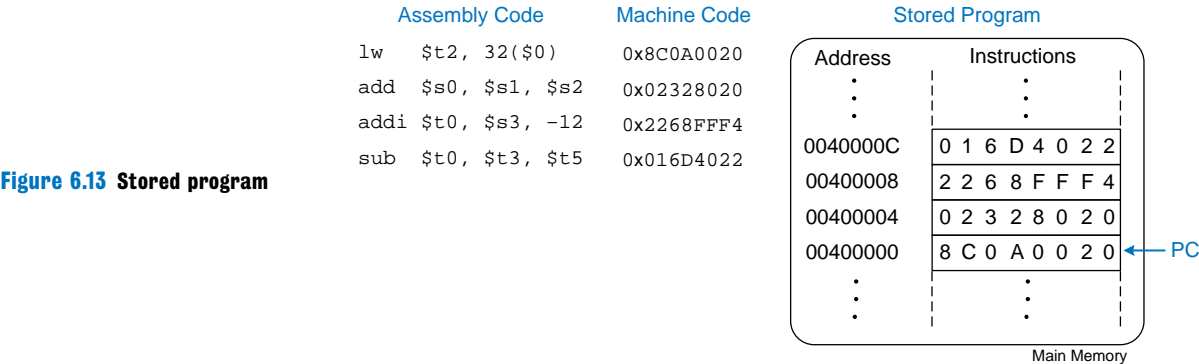 Assembly Code Machine Code Stored Program
lw $t2, 32($0) 0x8C0A0020
add $s0, $s1, $s2 0x02328020
addi $t0, $s3, −12 0x2268FFF4
sub $t0, $t3, $t5 0x016D4022
Figure 6.13 Stored program
Address Instructions
0040000C 0 1 6 D 4 0 2 2
00400008 2 2 6 8 F F F 4
00400004 0 2 3 2 8 0 2 0
00400000 8 C 0 A 0 0 2 0 PC
Main Memory